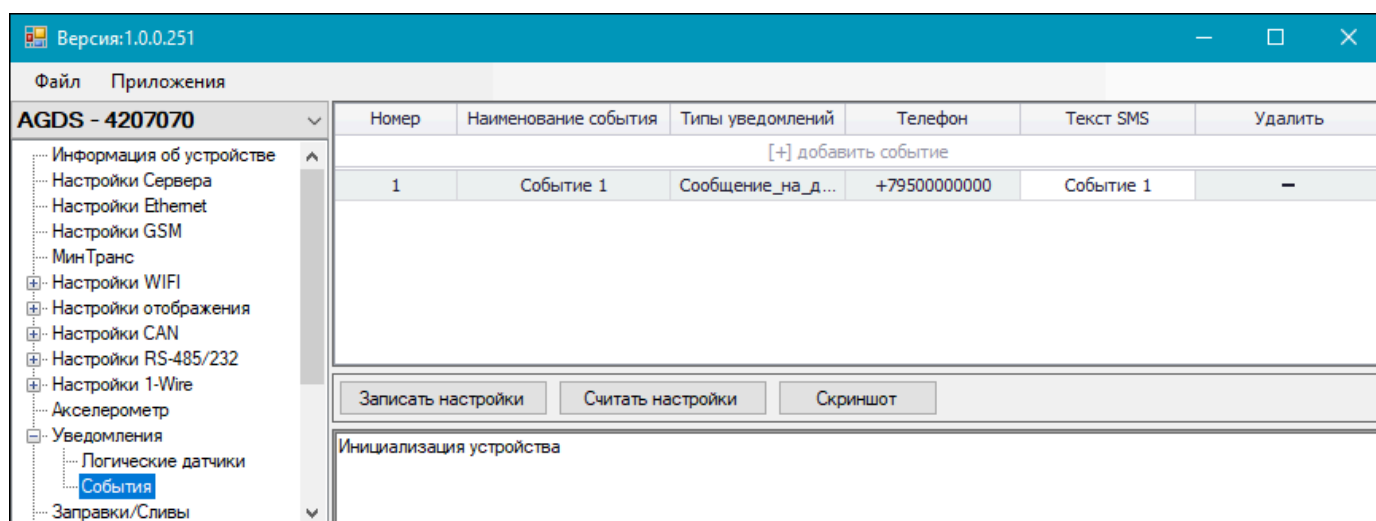 Версия:1.0.0.251
Файл Приложения
AGDS - 4207070
Информация об устройстве
Настройки Сервера
Настройки Ethernet
Настройки GSM
МинТранс
Настройки WIFI
Настройки отображения
Настройки CAN
Настройки RS-485/232
Настройки 1-Wire
Акселерометр
Уведомления
Логические датчики
События
Заправки/Сливы
Номер Наименование события Типы уведомлений Телефон Текст SMS Удалить
[+] добавить событие
1 Событие 1 Сообщение_на_д... +79500000000 Событие 1 –
Записать настройки Считать настройки Скриншот
Инициализация устройства